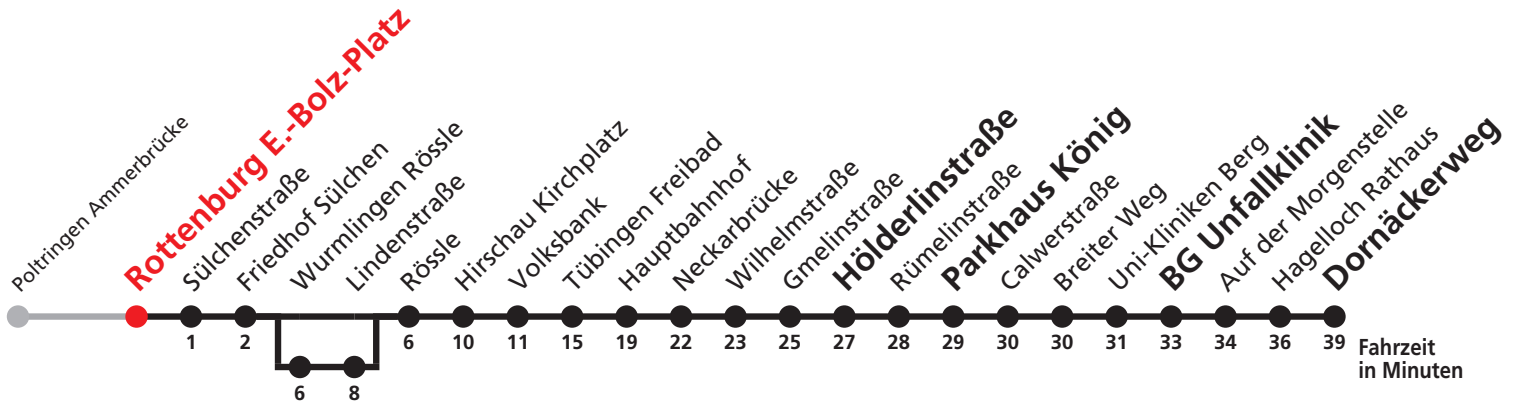 Poltringen Ammerbrücke
Rottenburg E.-Bolz-Platz
Sülchenstraße
Friedhof Sülchen
Wurmlingen Rössle
Lindenstraße
Rössle
Hirschau Kirchplatz
Volksbank
Tübingen Freibad
Hauptbahnhof
Neckarbrücke
Wilhelmstraße
Gmelinstraße
Hölderlinstraße
Rümelinstraße
Parkhaus König
Calwerstraße
Breiter Weg
Uni-Kliniken Berg
BG Unfallklinik
Auf der Morgenstelle
Hagelloch Rathaus
Dornäckerweg
1 2 6 10 11 15 19 22 23 25 27 28 29 30 30 31 33 34 36 39
6 8
Fahrzeit
in Minuten